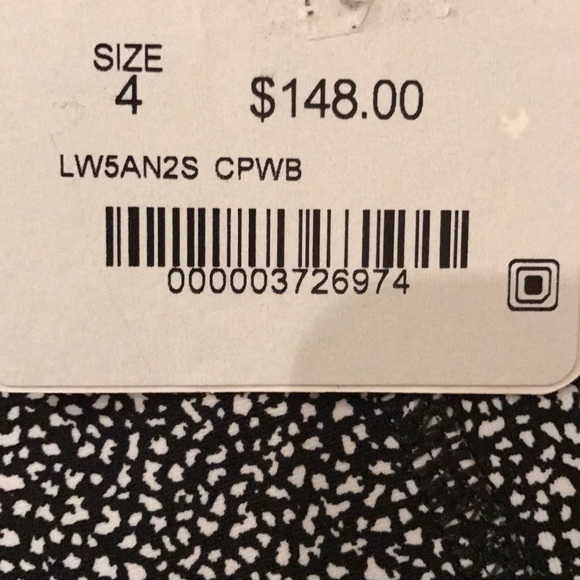 SIZE
4 $148.00
LW5AN2S CPWB
000003726974